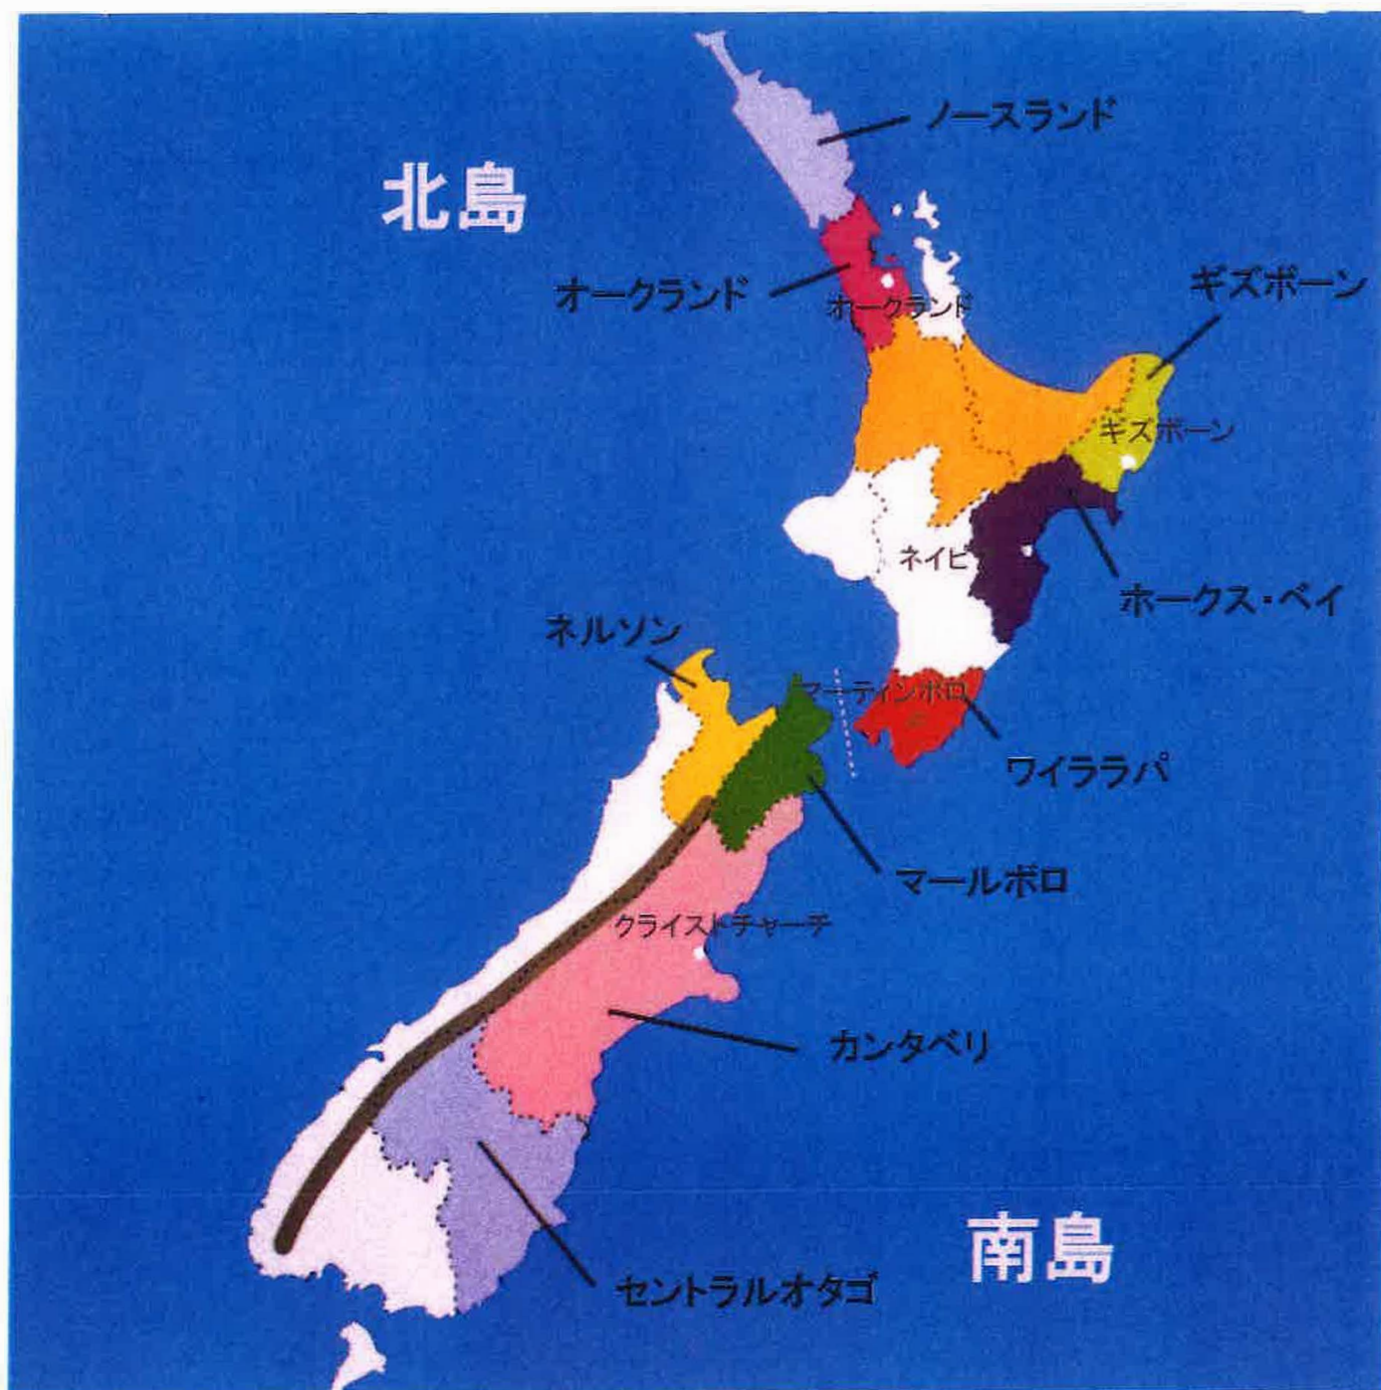 ノースランド
北島
オークランド
オークランド
ギズボーン
ギズボーン
ネイピ
ホークス・ベイ
ネルソン
マーティンボロ
ワイララパ
マールボロ
クライストチャーチ
カンタベリ
南島
セントラルオタゴ